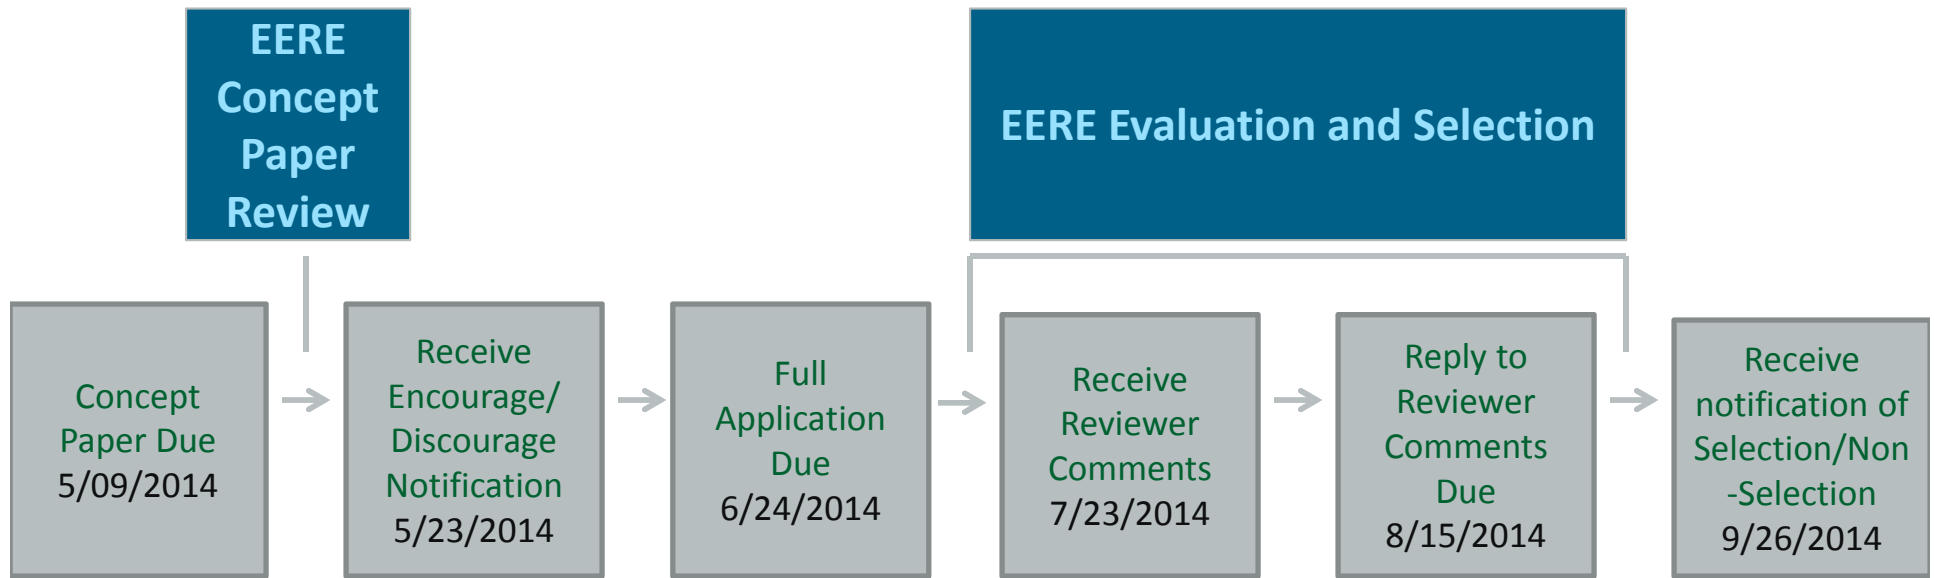 EERE
Concept
Paper
Review
EERE Evaluation and Selection
Concept
Paper Due
5/09/2014
Receive
Encourage/
Discourage
Notification
5/23/2014
Full
Application
Due
6/24/2014
Receive
Reviewer
Comments
7/23/2014
Reply to
Reviewer
Comments
Due
8/15/2014
Receive
notification of
Selection/Non
-Selection
9/26/2014